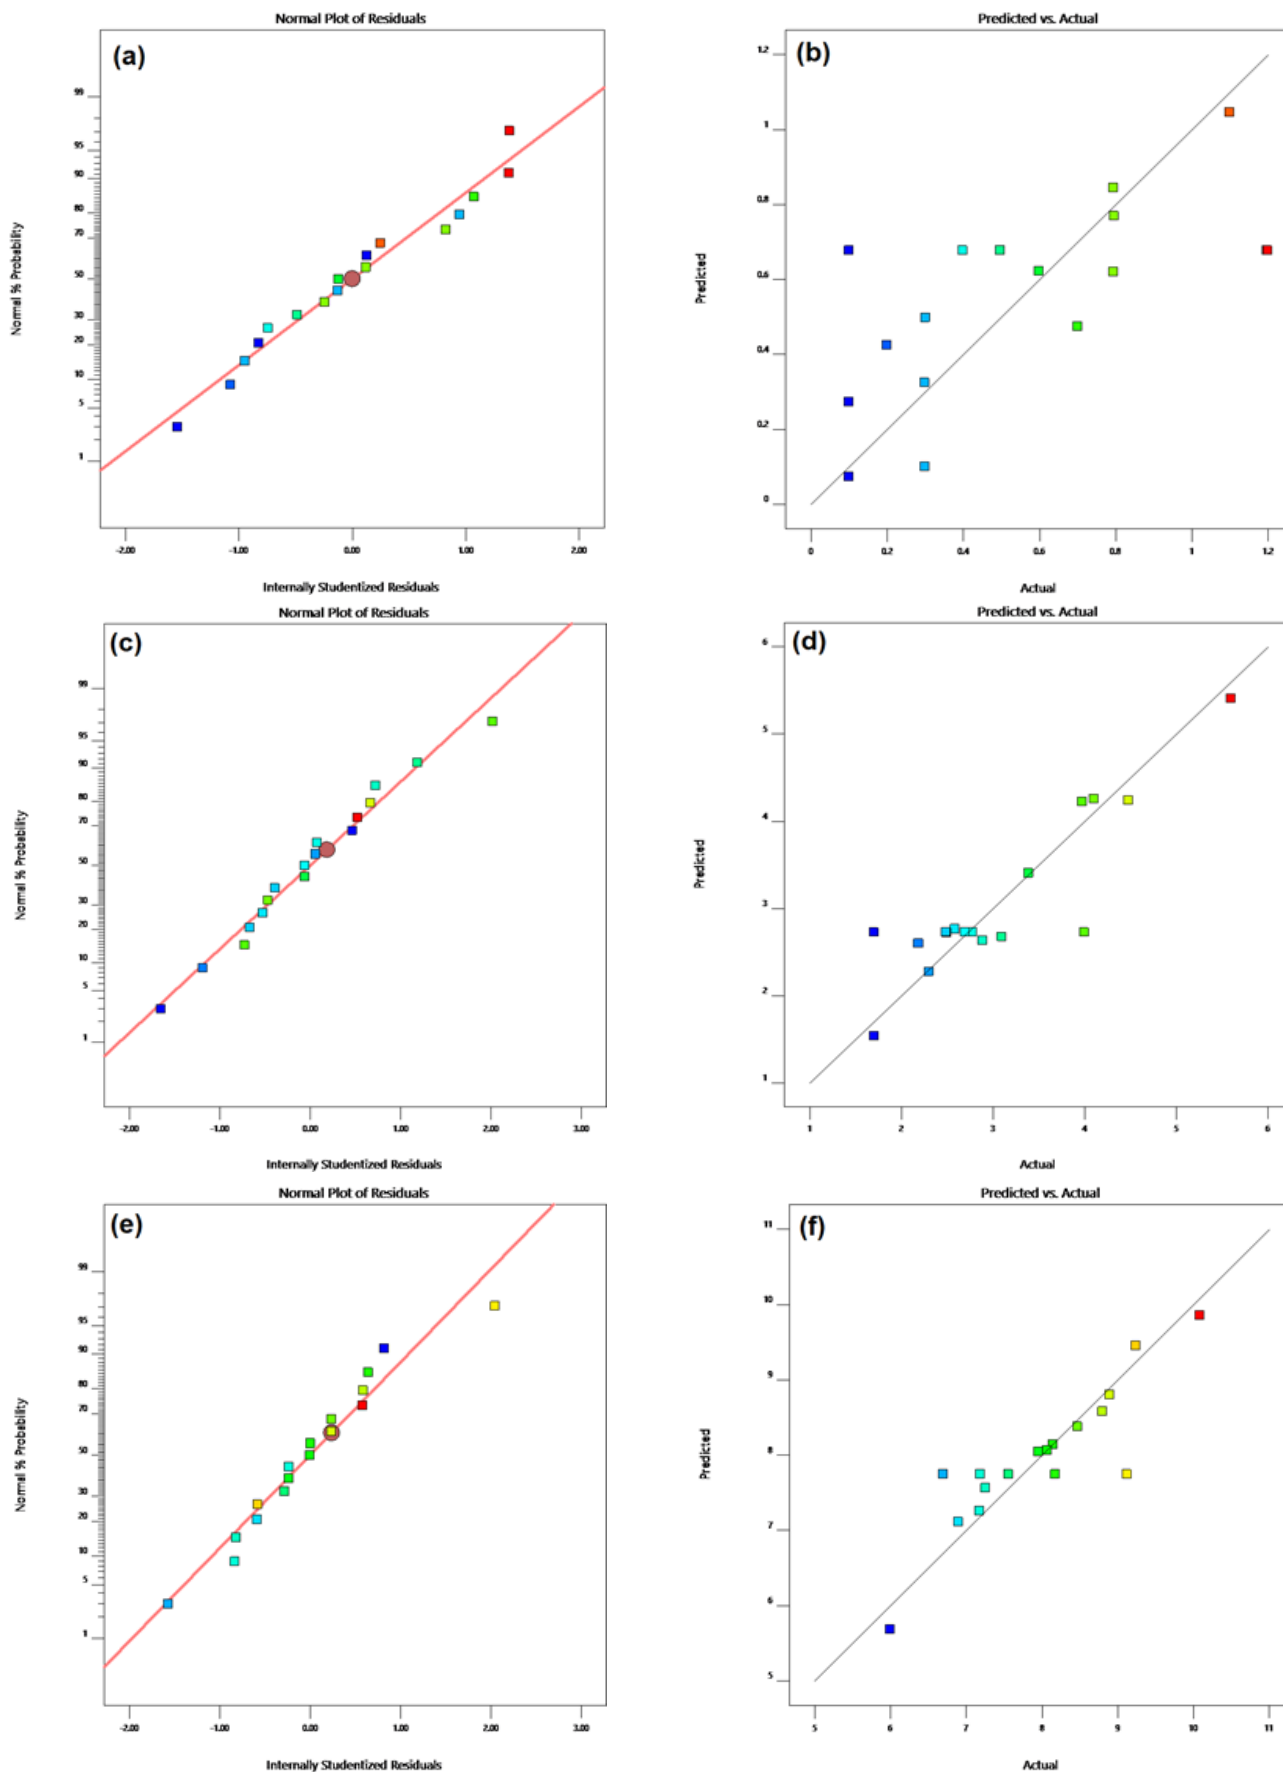 Normal Plot of Residuals
(a)
Normal % Probability
99
95
90
80
70
50
30
20
10
5
1
-2.00 -1.00 0.00 1.00 2.00
Internally Studentized Residuals
Predicted vs. Actual
(b)
Predicted
1.2
1
0.8
0.6
0.4
0.2
0
0 0.2 0.4 0.6 0.8 1 1.2
Actual
Normal Plot of Residuals
(c)
Normal % Probability
99
95
90
80
70
50
30
20
10
5
1
-2.00 -1.00 0.00 1.00 2.00 3.00
Internally Studentized Residuals
Predicted vs. Actual
(d)
Predicted
6
5
4
3
2
1
1 2 3 4 5 6
Actual
Normal Plot of Residuals
(e)
Normal % Probability
99
95
90
80
70
50
30
20
10
5
1
-2.00 -1.00 0.00 1.00 2.00 3.00
Internally Studentized Residuals
Predicted vs. Actual
(f)
Predicted
11
10
9
8
7
6
5
5 6 7 8 9 10 11
Actual